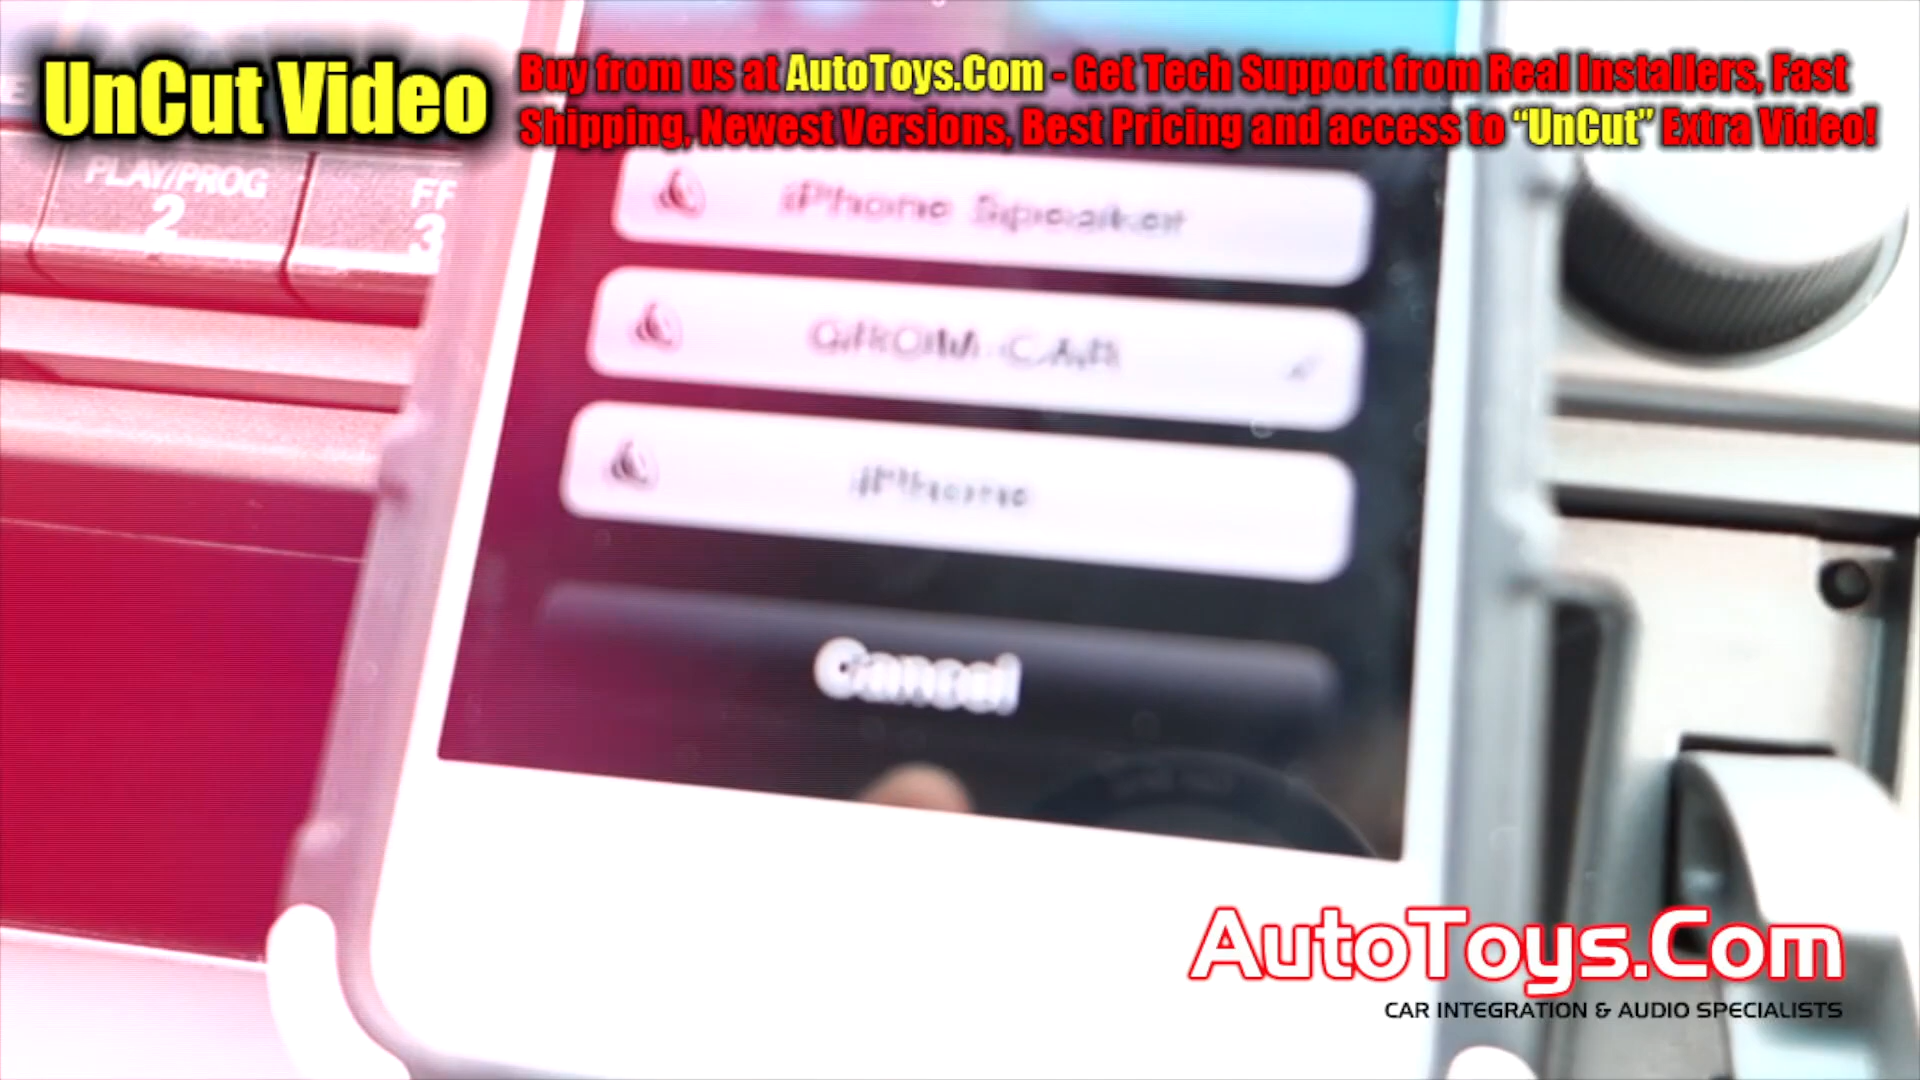 UnCut Video
Buy from us at AutoToys.Com - Get Tech Support from Real Installers, Fast
Shipping, Newest Versions, Best Pricing and access to “UnCut” Extra Video!
PLAY/PROG
2
FF
3
iPhone Speaker
GROM-CAR
iPhone
Cancel
AutoToys.Com
CAR INTEGRATION & AUDIO SPECIALISTS